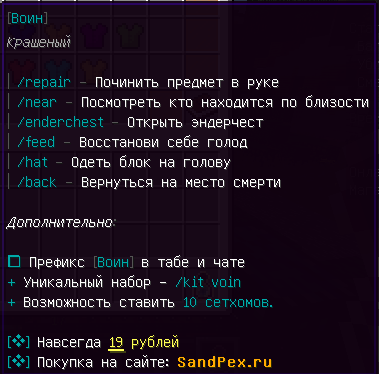 [Воин]
Крашеный
| /repair – Починить предмет в руке
| /near – Посмотреть кто находится по близости
| /enderchest – Открыть эндерчест
| /feed – Восстанови себе голод
| /hat – Одеть блок на голову
| /back – Вернуться на место смерти
Дополнительно:
☐ Префикс [Воин] в табе и чате
+ Уникальный набор – /kit voin
+ Возможность ставить 10 сетхомов.
[❖] Навсегда 19 рублей
[❖] Покупка на сайте: SandPex.ru